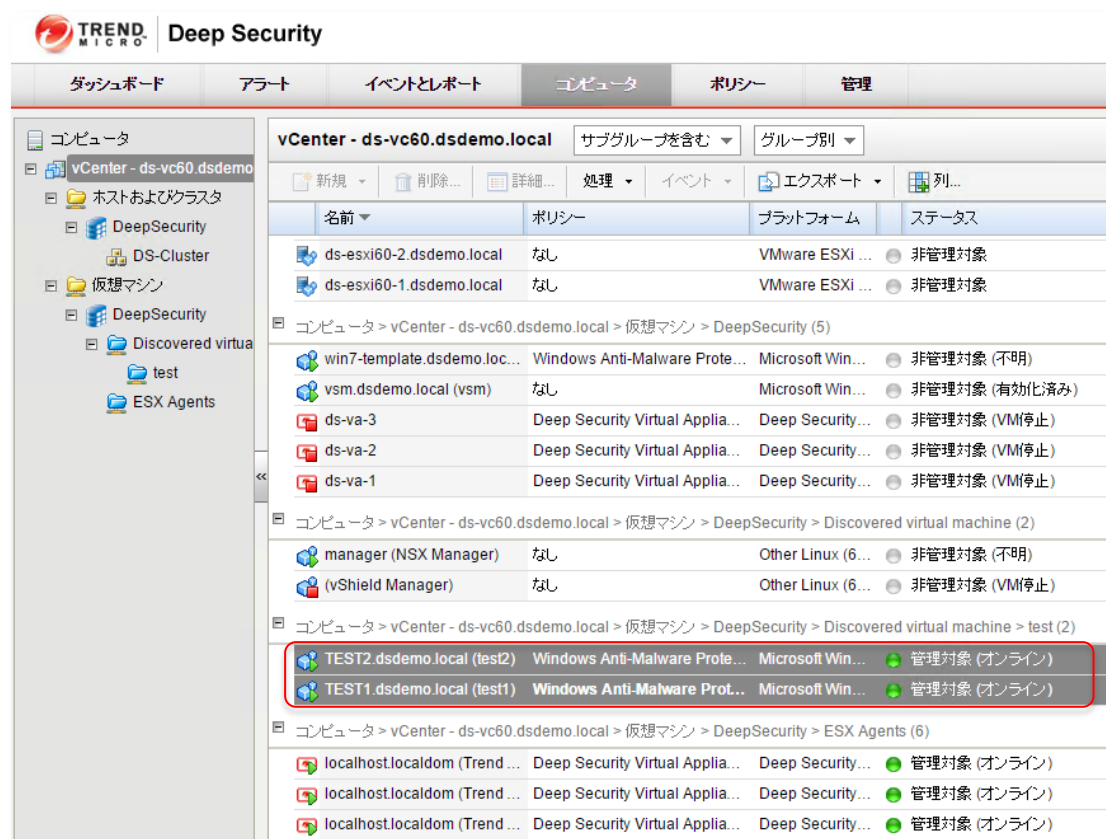 TREND MICRO Deep Security
ダッシュボード アラート イベントとレポート コンピュータ ポリシー 管理
コンピュータ
vCenter - ds-vc60.dsdemo
ホストおよびクラスタ
DeepSecurity
DS-Cluster
仮想マシン
DeepSecurity
Discovered virtua
test
ESX Agents
«
vCenter - ds-vc60.dsdemo.local サブグループを含む グループ別
新規 削除... 詳細... 処理 イベント エクスポート 列...
名前 ポリシー プラットフォーム ステータス
ds-esxi60-2.dsdemo.local なし VMware ESXi ... 非管理対象
ds-esxi60-1.dsdemo.local なし VMware ESXi ... 非管理対象
コンピュータ > vCenter - ds-vc60.dsdemo.local > 仮想マシン > DeepSecurity (5)
win7-template.dsdemo.loc... Windows Anti-Malware Prote... Microsoft Win... 非管理対象 (不明)
vsm.dsdemo.local (vsm) なし Microsoft Win... 非管理対象 (有効化済み)
ds-va-3 Deep Security Virtual Applia... Deep Security... 非管理対象 (VM停止)
ds-va-2 Deep Security Virtual Applia... Deep Security... 非管理対象 (VM停止)
ds-va-1 Deep Security Virtual Applia... Deep Security... 非管理対象 (VM停止)
コンピュータ > vCenter - ds-vc60.dsdemo.local > 仮想マシン > DeepSecurity > Discovered virtual machine (2)
manager (NSX Manager) なし Other Linux (6... 非管理対象 (不明)
(vShield Manager) なし Other Linux (6... 非管理対象 (VM停止)
コンピュータ > vCenter - ds-vc60.dsdemo.local > 仮想マシン > DeepSecurity > Discovered virtual machine > test (2)
TEST2.dsdemo.local (test2) Windows Anti-Malware Prote... Microsoft Win... 管理対象 (オンライン)
TEST1.dsdemo.local (test1) Windows Anti-Malware Prot... Microsoft Win... 管理対象 (オンライン)
コンピュータ > vCenter - ds-vc60.dsdemo.local > 仮想マシン > DeepSecurity > ESX Agents (6)
localhost.localdom (Trend ... Deep Security Virtual Applia... Deep Security... 管理対象 (オンライン)
localhost.localdom (Trend ... Deep Security Virtual Applia... Deep Security... 管理対象 (オンライン)
localhost.localdom (Trend ... Deep Security Virtual Applia... Deep Security... 管理対象 (オンライン)